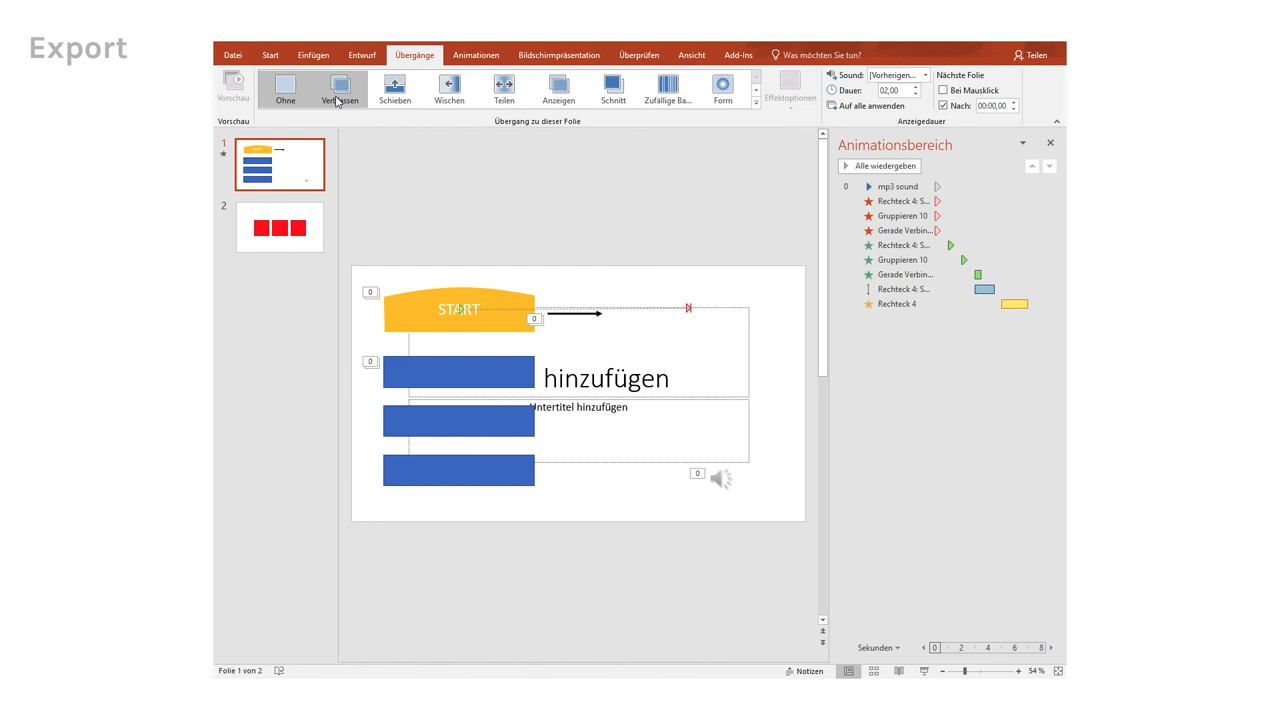 Export
Datei Start Einfügen Entwurf Übergänge Animationen Bildschirmpräsentation Überprüfen Ansicht Add-Ins Was möchten Sie tun? Teilen
Vorschau Ohne Verblassen Schieben Wischen Teilen Anzeigen Schnitt Zufällige Ba... Form Effektoptionen
Sound: [Vorherigen... Nächste Folie
Dauer: 02,00 Bei Mausklick
Auf alle anwenden Nach: 00:00,00
Vorschau Übergang zu dieser Folie Anzeigedauer
1
2
START
0
0
0
hinzufügen
Untertitel hinzufügen
0
Animationsbereich
Alle wiedergeben
0 mp3 sound
Rechteck 4: S...
Gruppieren 10
Gerade Verbin...
Rechteck 4: S...
Gruppieren 10
Gerade Verbin...
Rechteck 4: S...
Rechteck 4
Sekunden 0 2 4 6 8
Folie 1 von 2 Notizen 54 %